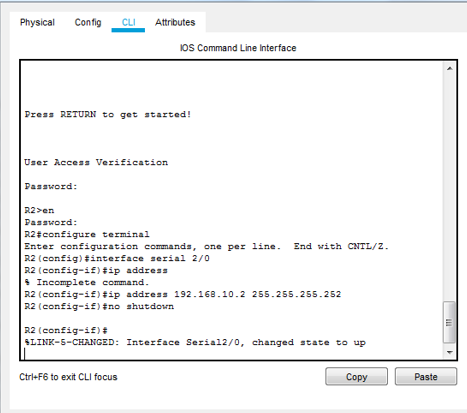 Physical Config CLI Attributes
IOS Command Line Interface
Press RETURN to get started!
User Access Verification
Password:
R2>en
Password:
R2#configure terminal
Enter configuration commands, one per line.  End with CNTL/Z.
R2(config)#interface serial 2/0
R2(config-if)#ip address
% Incomplete command.
R2(config-if)#ip address 192.168.10.2 255.255.255.252
R2(config-if)#no shutdown
R2(config-if)#
%LINK-5-CHANGED: Interface Serial2/0, changed state to up
Ctrl+F6 to exit CLI focus Copy Paste